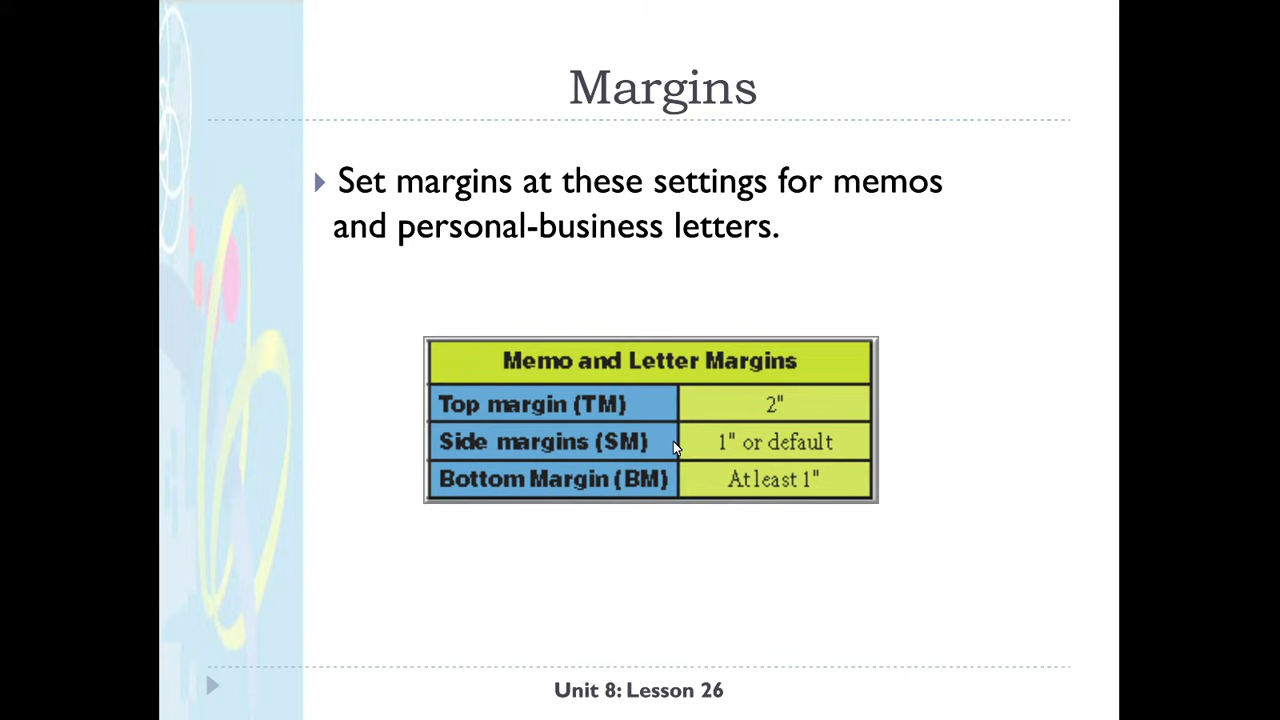 Margins
Set margins at these settings for memos
and personal-business letters.
Memo and Letter Margins
Top margin (TM) 2"
Side margins (SM) 1" or default
Bottom Margin (BM) At least 1"
Unit 8: Lesson 26